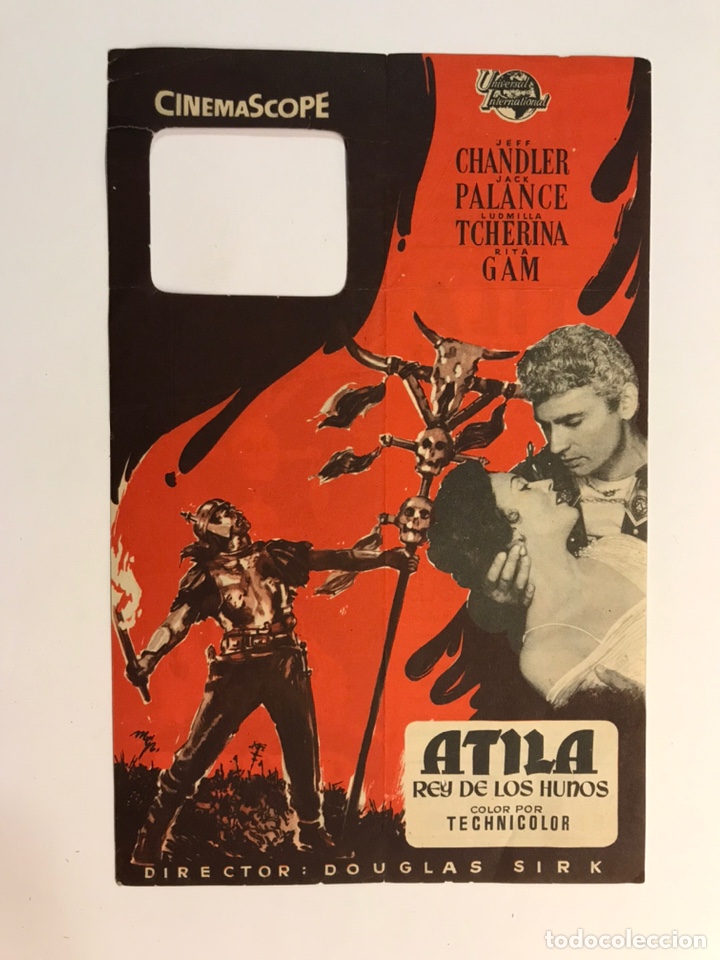 CINEMASCOPE
Universal
International
JEFF
CHANDLER
JACK
PALANCE
LUDMILLA
TCHERINA
RITA
GAM
ATILA
REY DE LOS HUNOS
COLOR POR
TECHNICOLOR
DIRECTOR: DOUGLAS SIRK
todocoleccion